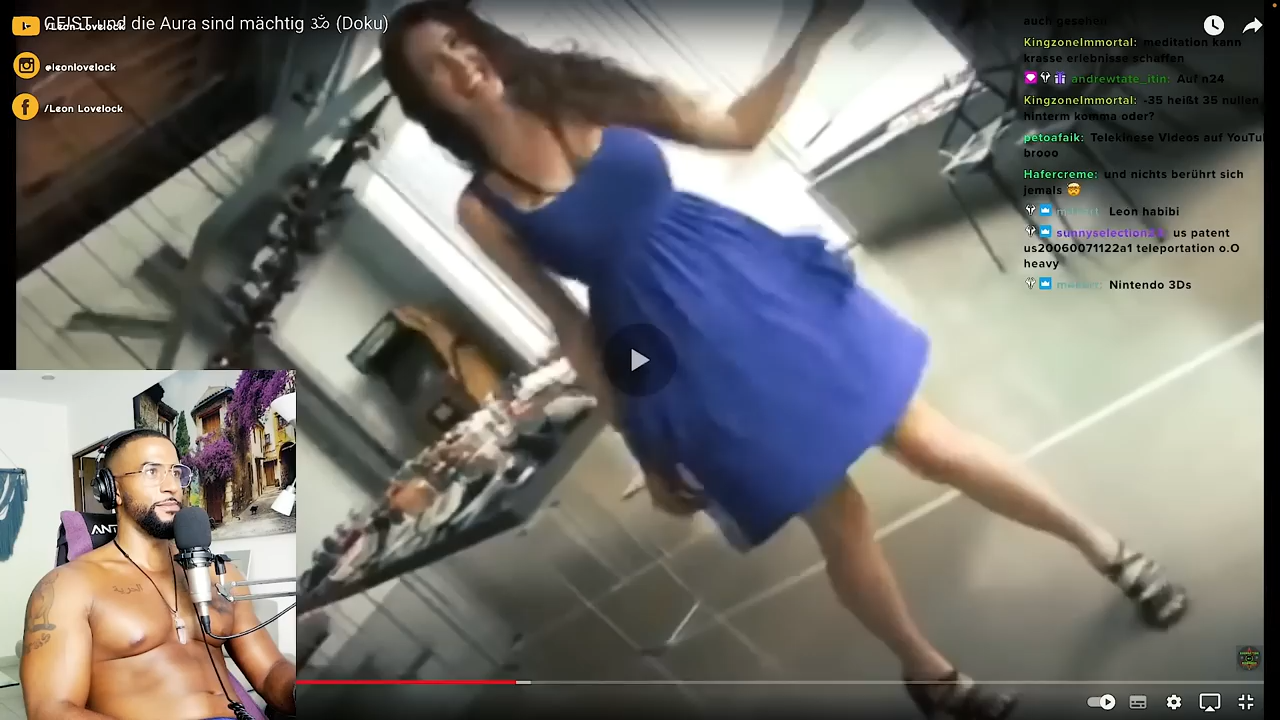 GEIST und die Aura sind mächtig ॐ (Doku)
/Leon Lovelock
@leonlovelock
/Leon Lovelock
auch gesehen
KingzoneImmortal: meditation kann
krasse erlebnisse schaffen
andrewtate_itin: Auf n24
KingzoneImmortal: -35 heißt 35 nullen
hinterm komma oder?
petoafaik: Telekinese Videos auf YouTu
brooo
Hafercreme: und nichts berührt sich
jemals 🤯
Leon habibi
us patent
us20060071122a1 teleportation o.O
heavy
Nintendo 3Ds
ANT